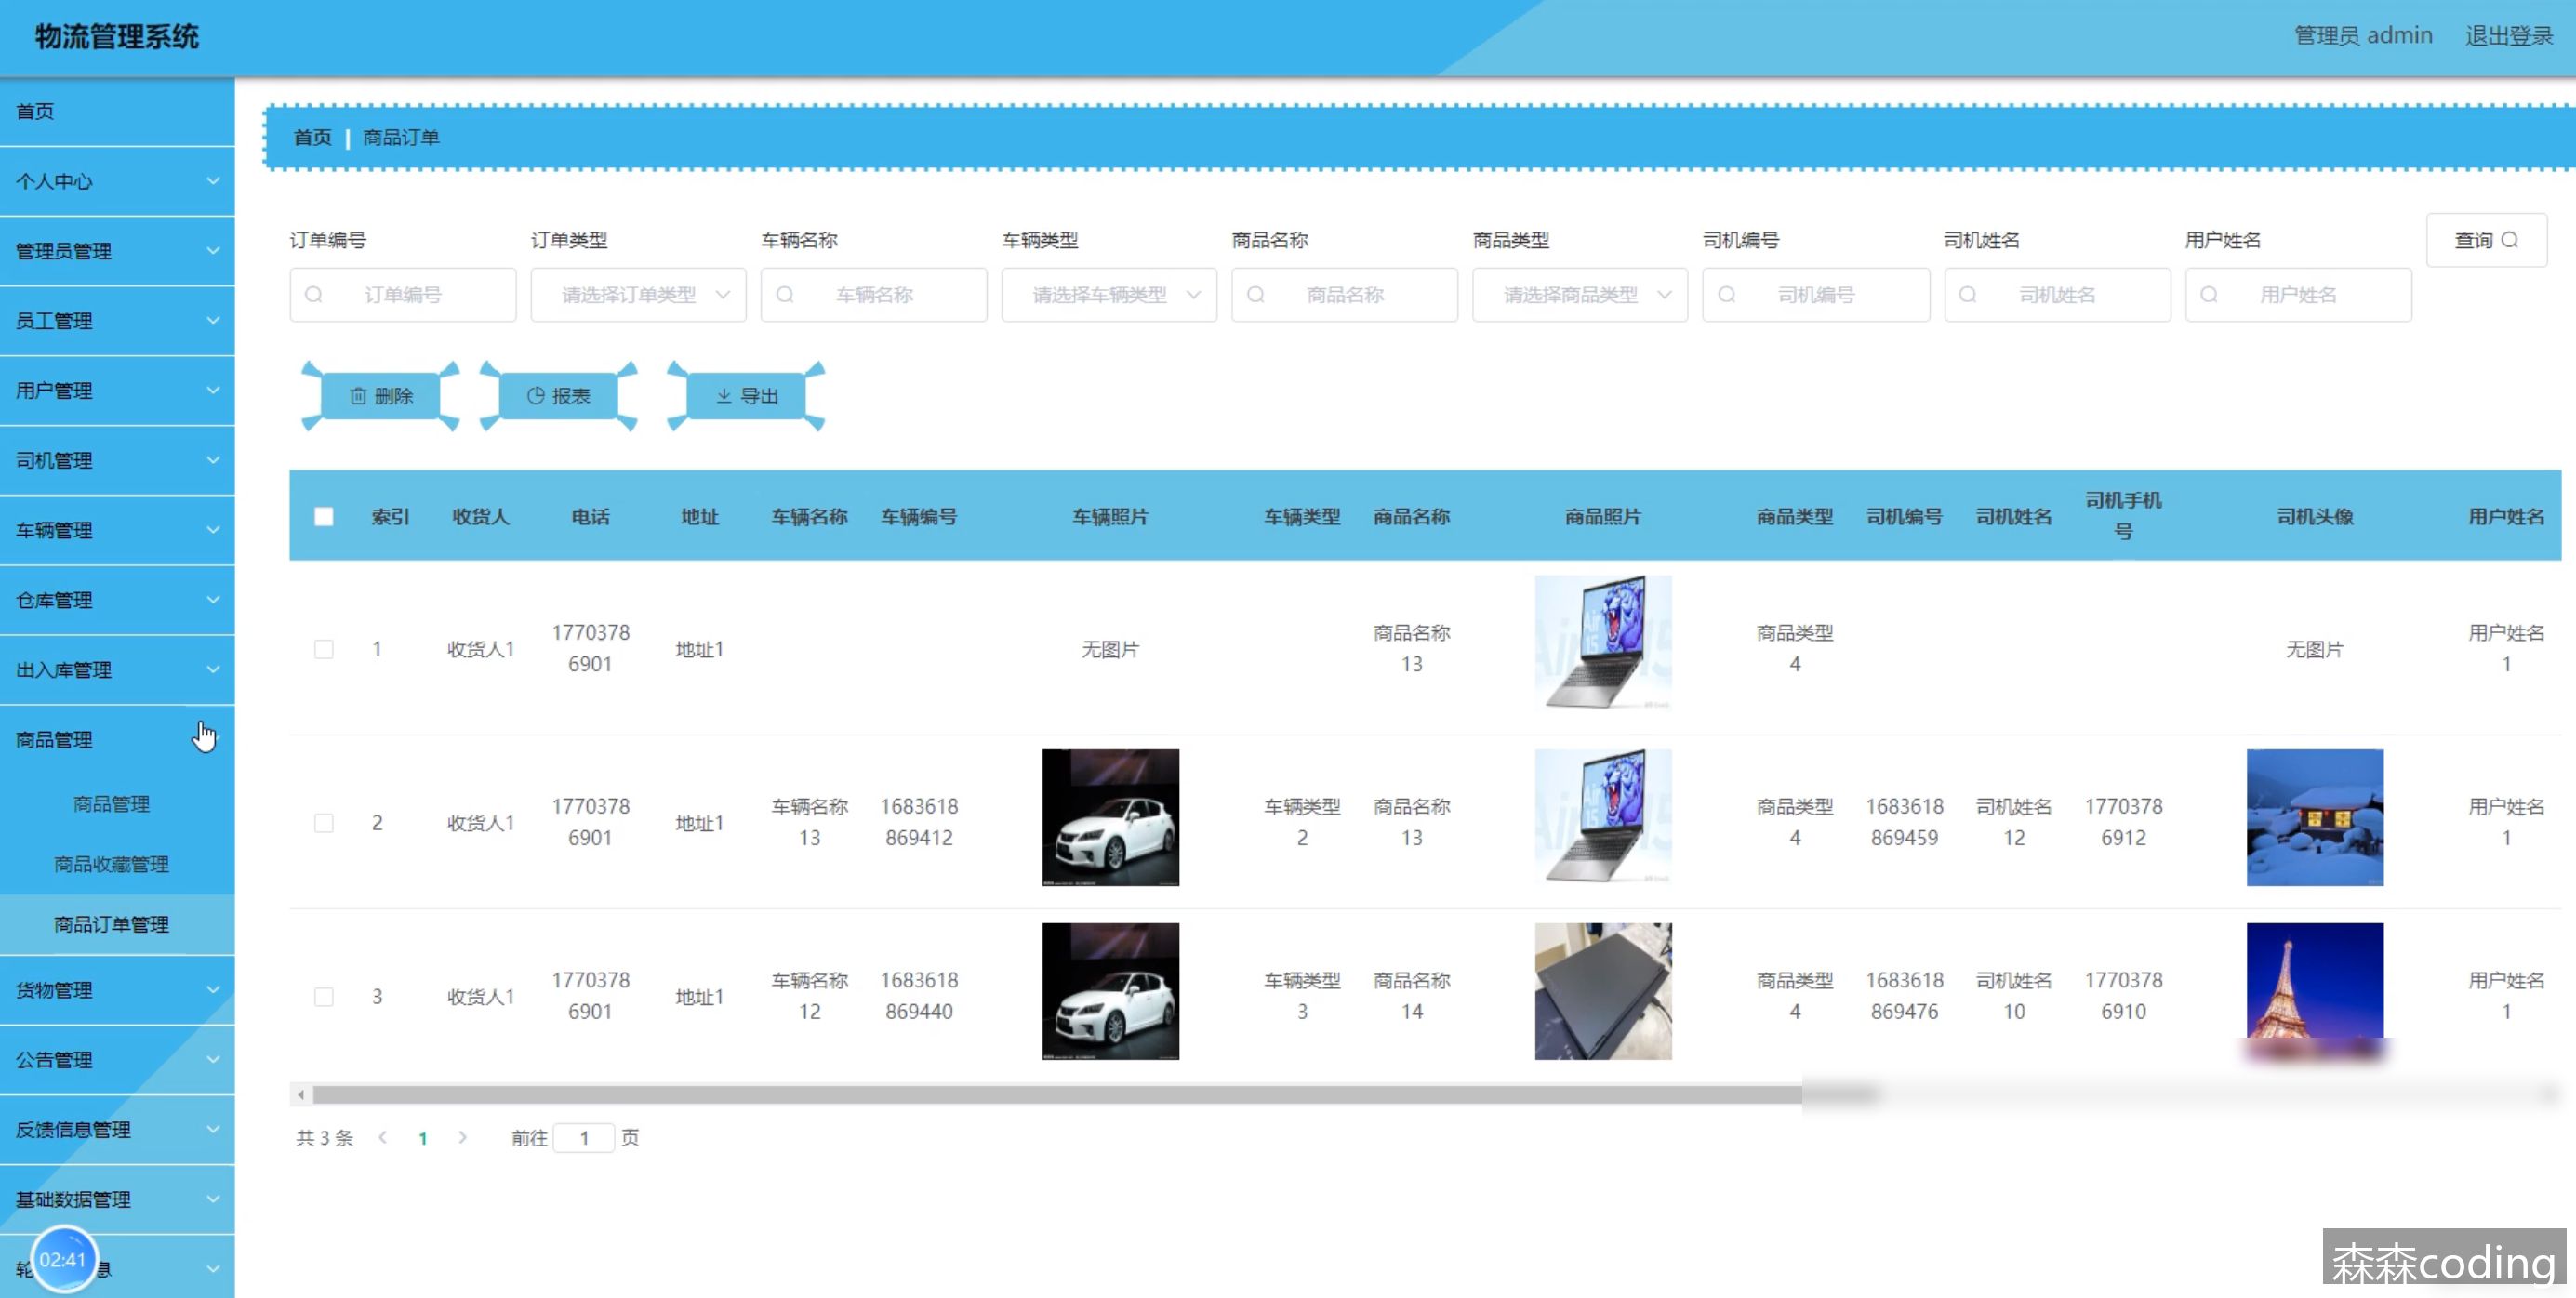 物流管理系统
管理员 admin
退出登录
首页
个人中心
管理员管理
员工管理
用户管理
司机管理
车辆管理
仓库管理
出入库管理
商品管理
商品管理
商品收藏管理
商品订单管理
货物管理
公告管理
反馈信息管理
基础数据管理
轮
息
02:41
首页 | 商品订单
订单编号 订单类型 车辆名称 车辆类型 商品名称 商品类型 司机编号 司机姓名 用户姓名
查询
订单编号 请选择订单类型 车辆名称 请选择车辆类型 商品名称 请选择商品类型 司机编号 司机姓名 用户姓名
删除 报表 导出
索引 收货人 电话 地址 车辆名称 车辆编号 车辆照片 车辆类型 商品名称 商品照片 商品类型 司机编号 司机姓名 司机手机号 司机头像 用户姓名
1 收货人1 17703786901 地址1 无图片 商品名称13 商品类型4 无图片 用户姓名1
2 收货人1 17703786901 地址1 车辆名称13 1683618869412 车辆类型2 商品名称13 商品类型4 1683618869459 司机姓名12 17703786912 用户姓名1
3 收货人1 17703786901 地址1 车辆名称12 1683618869440 车辆类型3 商品名称14 商品类型4 1683618869476 司机姓名10 17703786910 用户姓名1
共 3 条 1 前往 1 页
森森coding